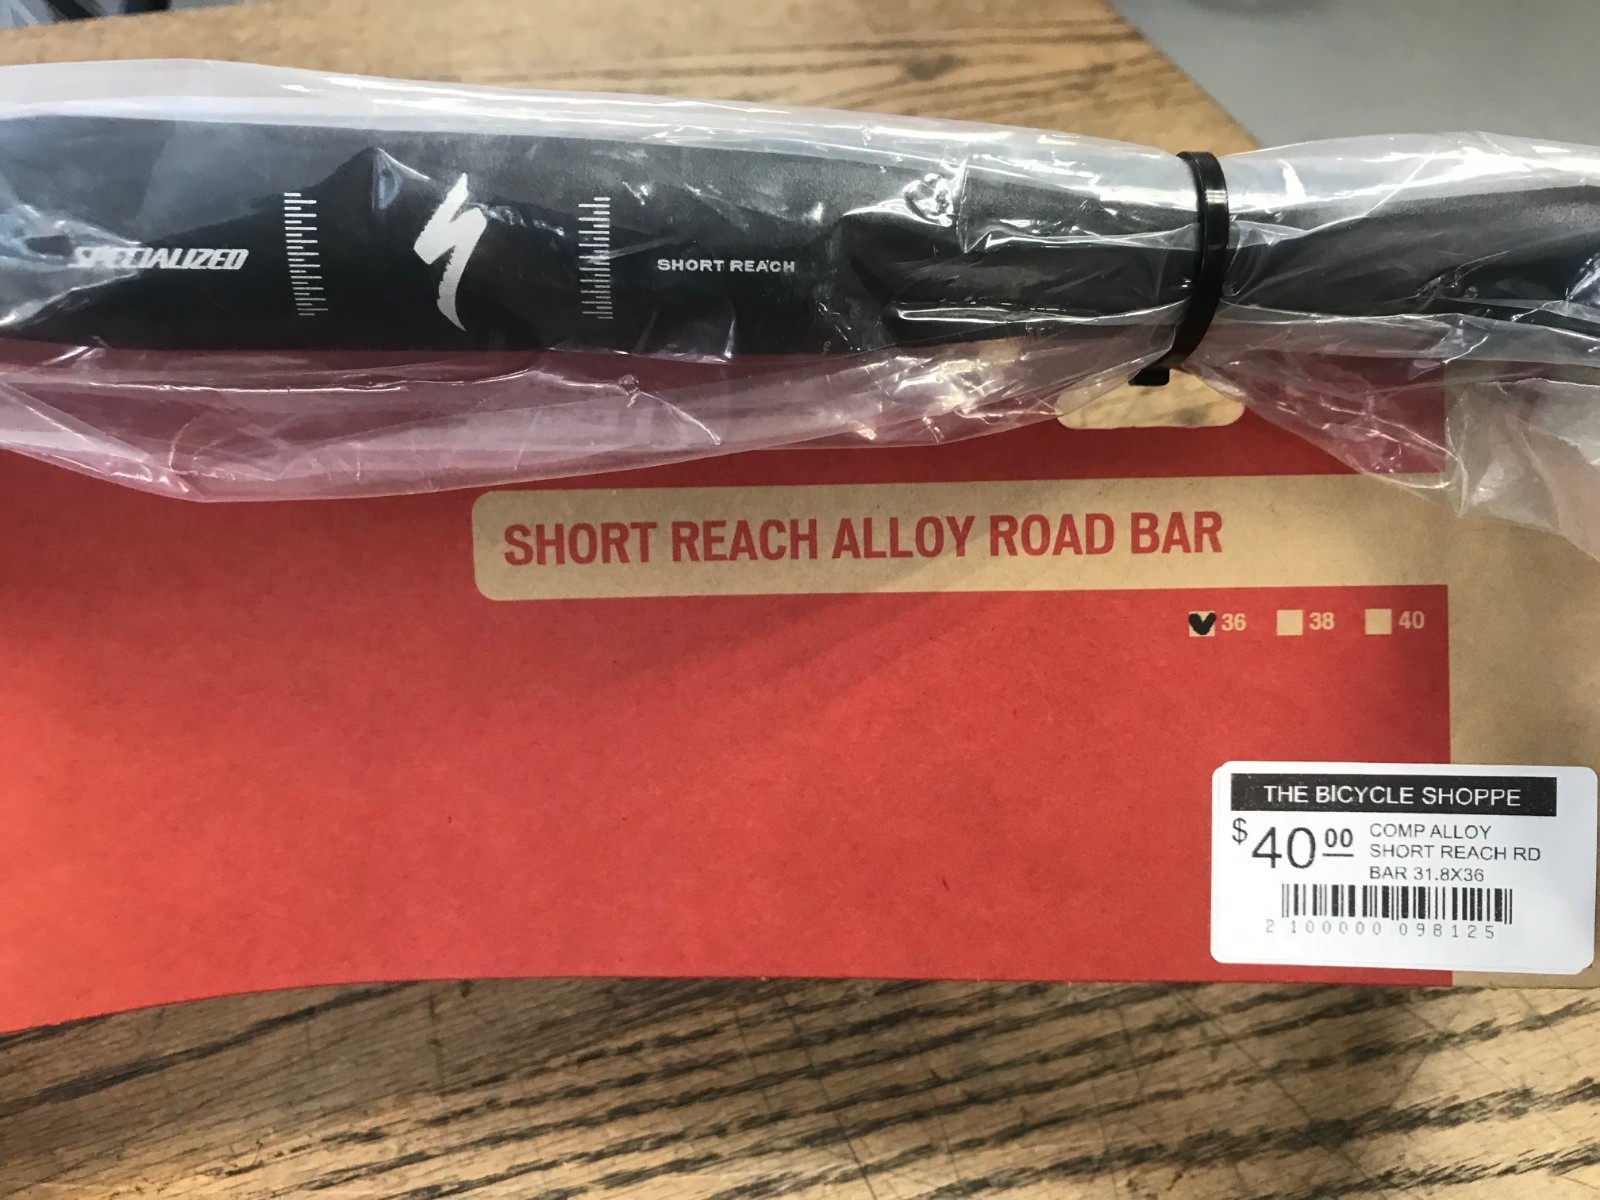 SPECIALIZED
SHORT REACH
SHORT REACH ALLOY ROAD BAR
36 38 40
THE BICYCLE SHOPPE
$40.00
COMP ALLOY
SHORT REACH RD
BAR 31.8X36
2 100000 098125